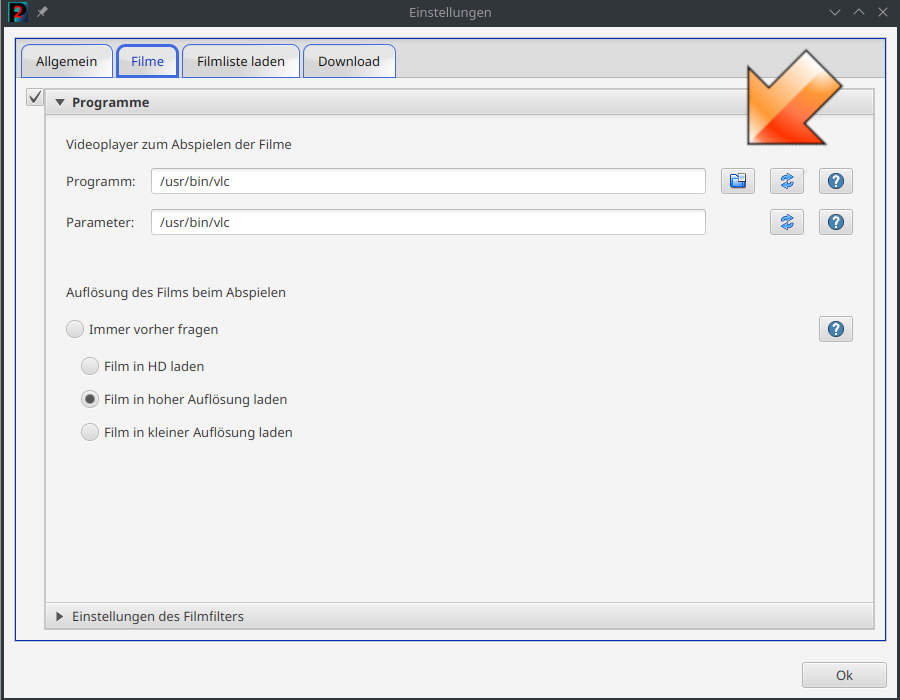 Einstellungen
Allgemein
Filme
Filmliste laden
Download
Programme
Videoplayer zum Abspielen der Filme
Programm: /usr/bin/vlc
Parameter: /usr/bin/vlc
Auflösung des Films beim Abspielen
Immer vorher fragen
Film in HD laden
Film in hoher Auflösung laden
Film in kleiner Auflösung laden
Einstellungen des Filmfilters
Ok